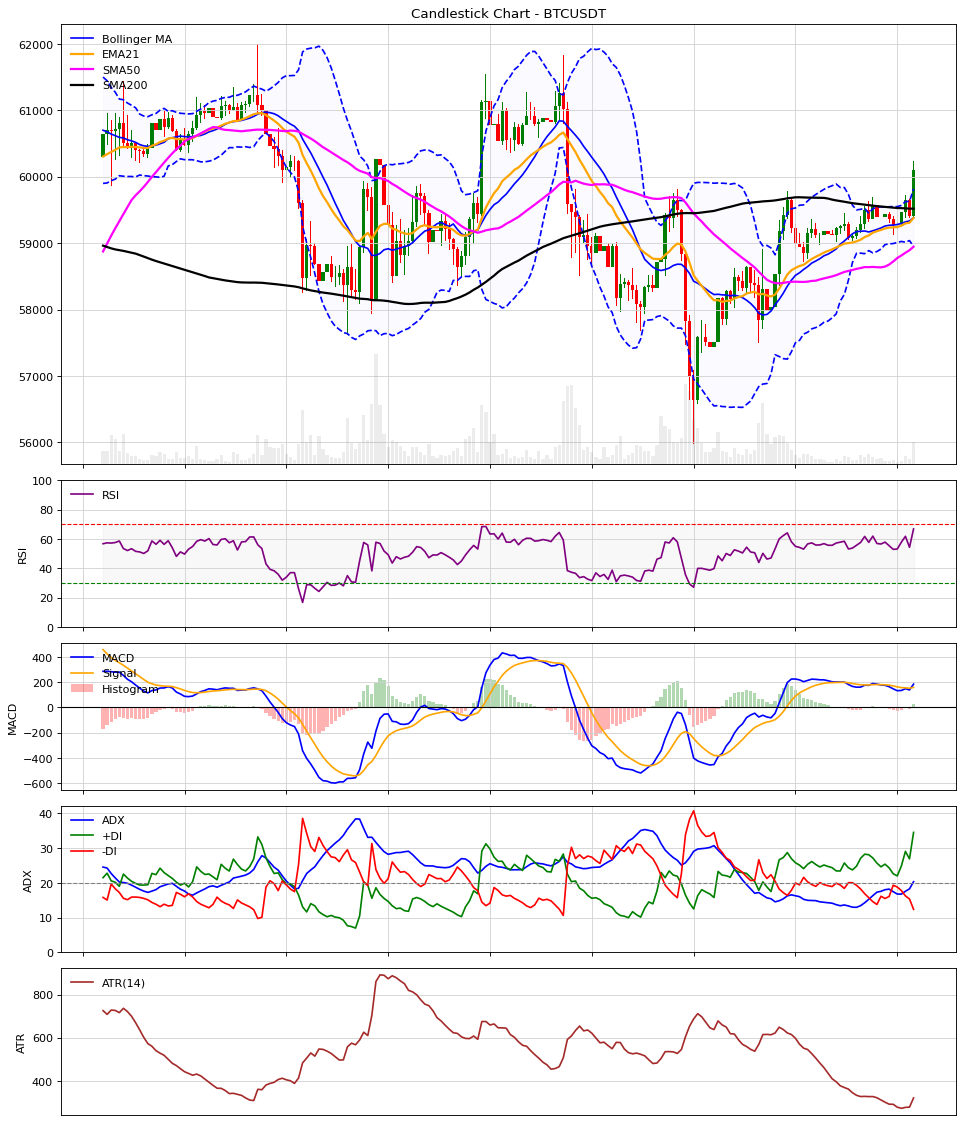 Candlestick Chart - BTCUSDT
Bollinger MA
EMA21
SMA50
SMA200
62000
61000
60000
59000
58000
57000
56000
RSI
RSI
100
80
60
40
20
0
MACD
Signal
Histogram
MACD
400
200
0
−200
−400
−600
ADX
+DI
-DI
ADX
40
30
20
10
0
ATR(14)
ATR
800
600
400